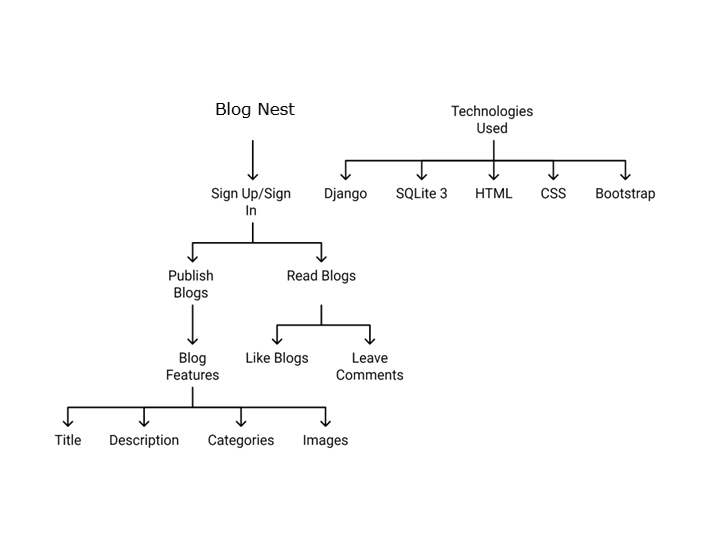 Blog Nest
Technologies
Used
Sign Up/Sign
In
Django
SQLite 3
HTML
CSS
Bootstrap
Publish
Blogs
Read Blogs
Blog
Features
Like Blogs
Leave
Comments
Title
Description
Categories
Images